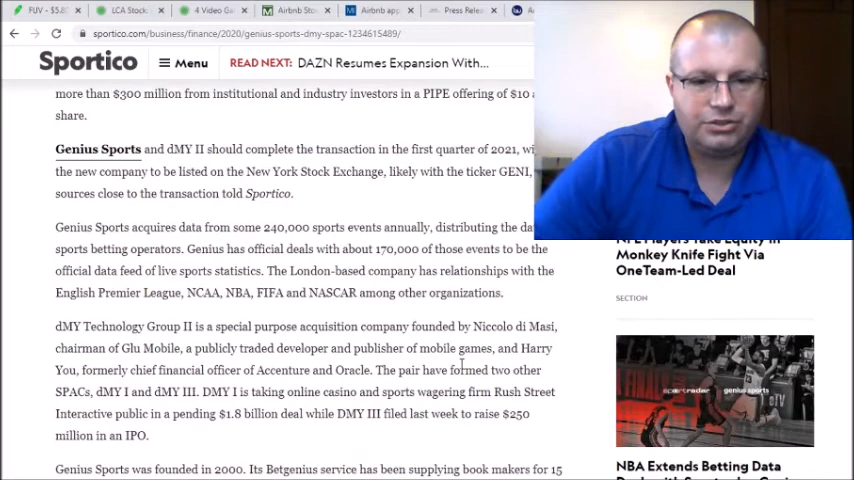 FUV - $5.8
LCA Stock:
4 Video Ga
Airbnb Sto
Airbnb app
Press Relea
sportico.com/business/finance/2020/genius-sports-dmy-spac-1234615489/
Sportico
Menu
READ NEXT: DAZN Resumes Expansion With...
more than $300 million from institutional and industry investors in a PIPE offering of $10 a
share.
Genius Sports and dMY II should complete the transaction in the first quarter of 2021, wi
the new company to be listed on the New York Stock Exchange, likely with the ticker GENI,
sources close to the transaction told Sportico.
Genius Sports acquires data from some 240,000 sports events annually, distributing the da
sports betting operators. Genius has official deals with about 170,000 of those events to be the
official data feed of live sports statistics. The London-based company has relationships with the
English Premier League, NCAA, NBA, FIFA and NASCAR among other organizations.
dMY Technology Group II is a special purpose acquisition company founded by Niccolo di Masi,
chairman of Glu Mobile, a publicly traded developer and publisher of mobile games, and Harry
You, formerly chief financial officer of Accenture and Oracle. The pair have formed two other
SPACs, dMY I and dMY III. DMY I is taking online casino and sports wagering firm Rush Street
Interactive public in a pending $1.8 billion deal while DMY III filed last week to raise $250
million in an IPO.
Genius Sports was founded in 2000. Its Betgenius service has been supplying book makers for 15
NFL Players Take Equity in
Monkey Knife Fight Via
OneTeam-Led Deal
SECTION
sportradar
genius sports
NBA Extends Betting Data